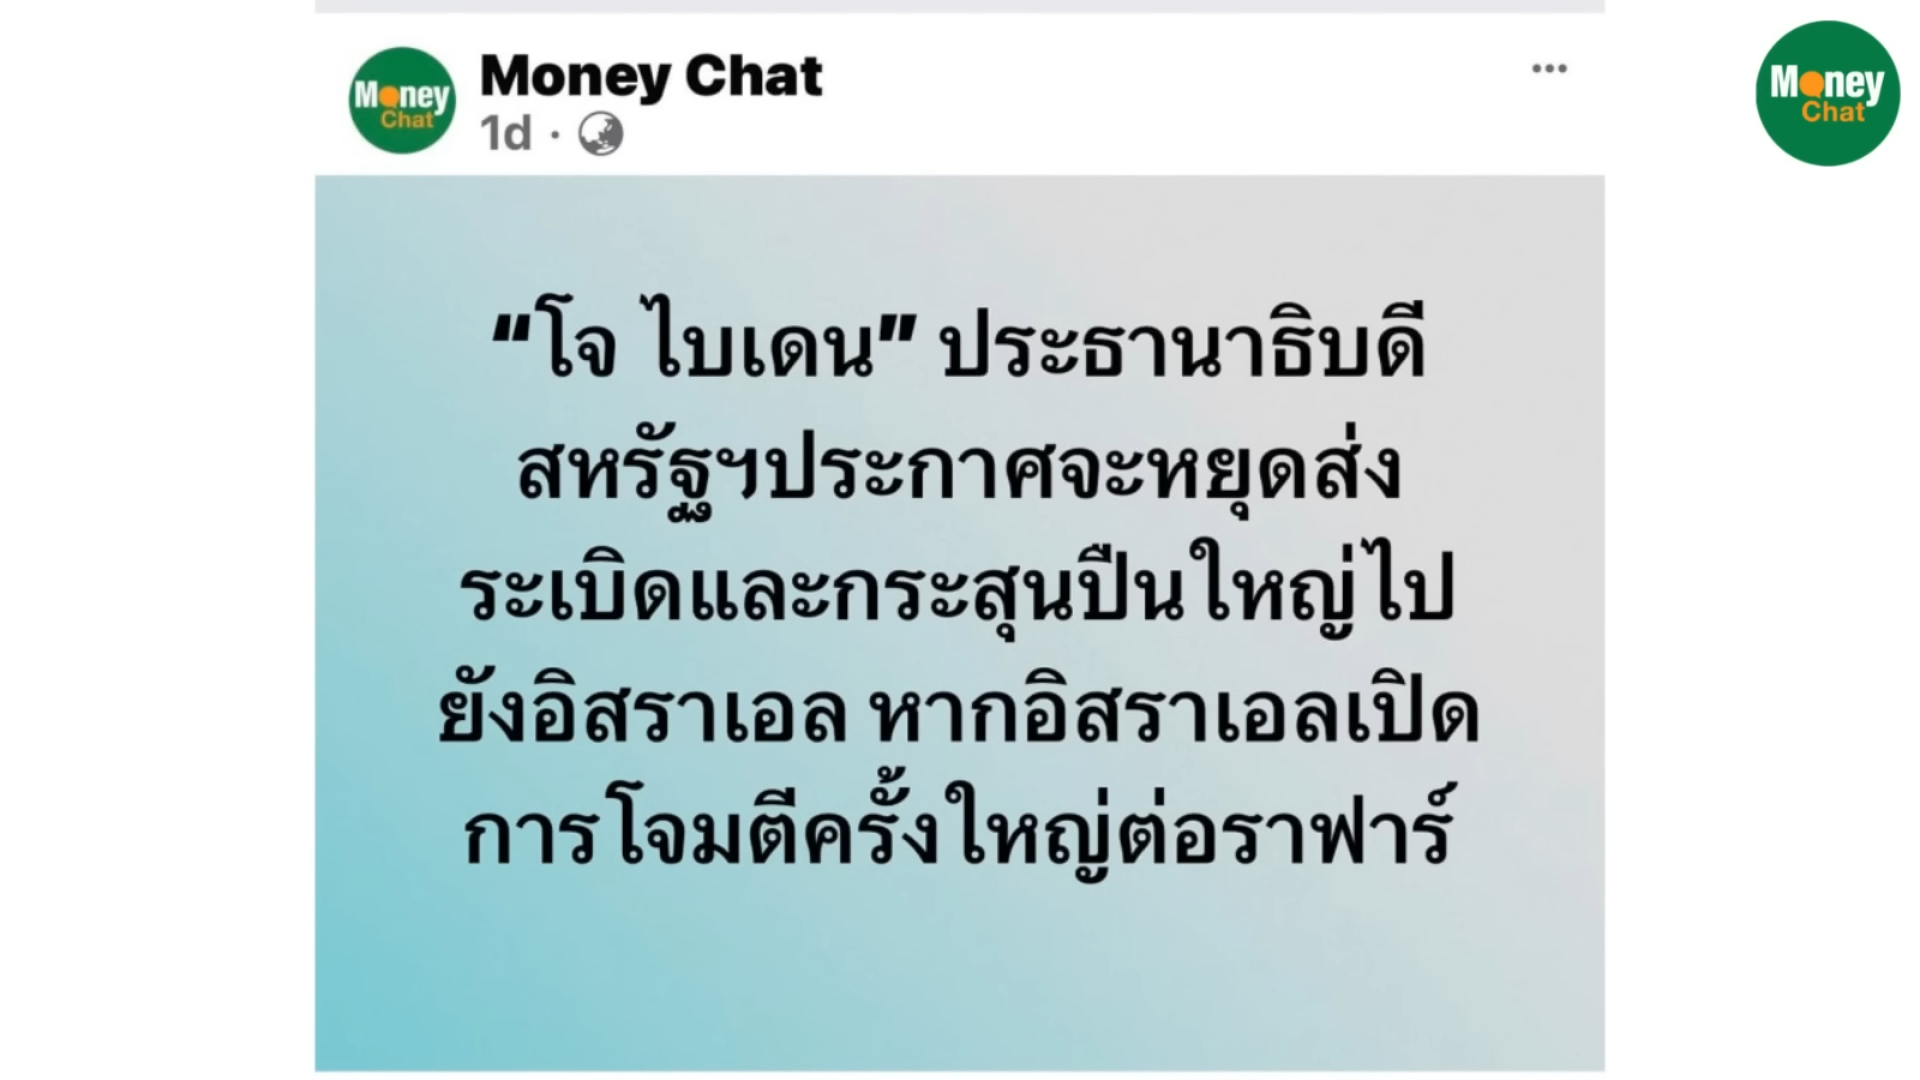 Money Chat
Money Chat
1d ·
Money Chat
“โจ ไบเดน” ประธานาธิบดี
สหรัฐฯประกาศจะหยุดส่ง
ระเบิดและกระสุนปืนใหญ่ไป
ยังอิสราเอล หากอิสราเอลเปิด
การโจมตีครั้งใหญ่ต่อราฟาร์